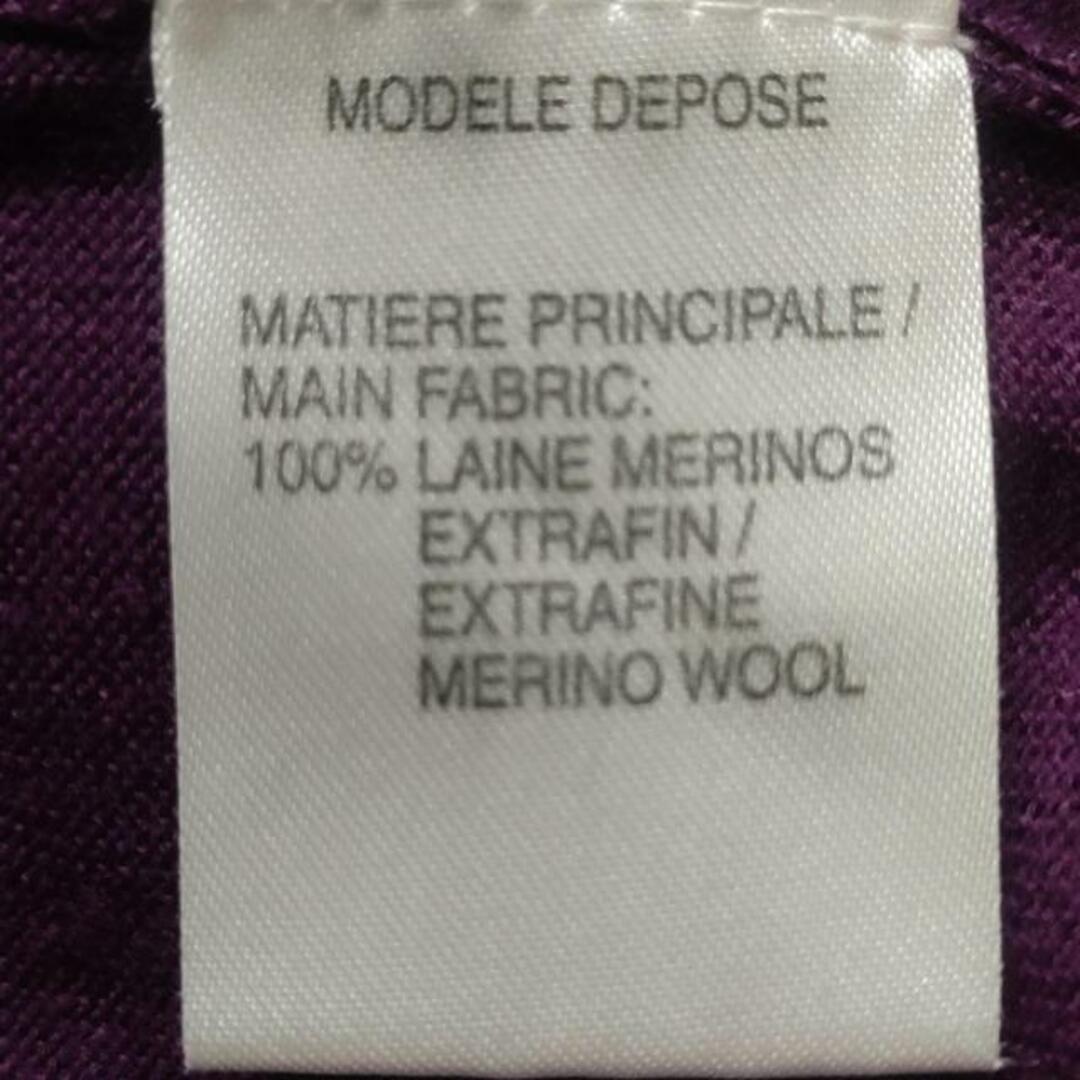 MODELE DEPOSE
MATIERE PRINCIPALE /
MAIN FABRIC:
100% LAINE MERINOS
EXTRAFIN /
EXTRAFINE
MERINO WOOL